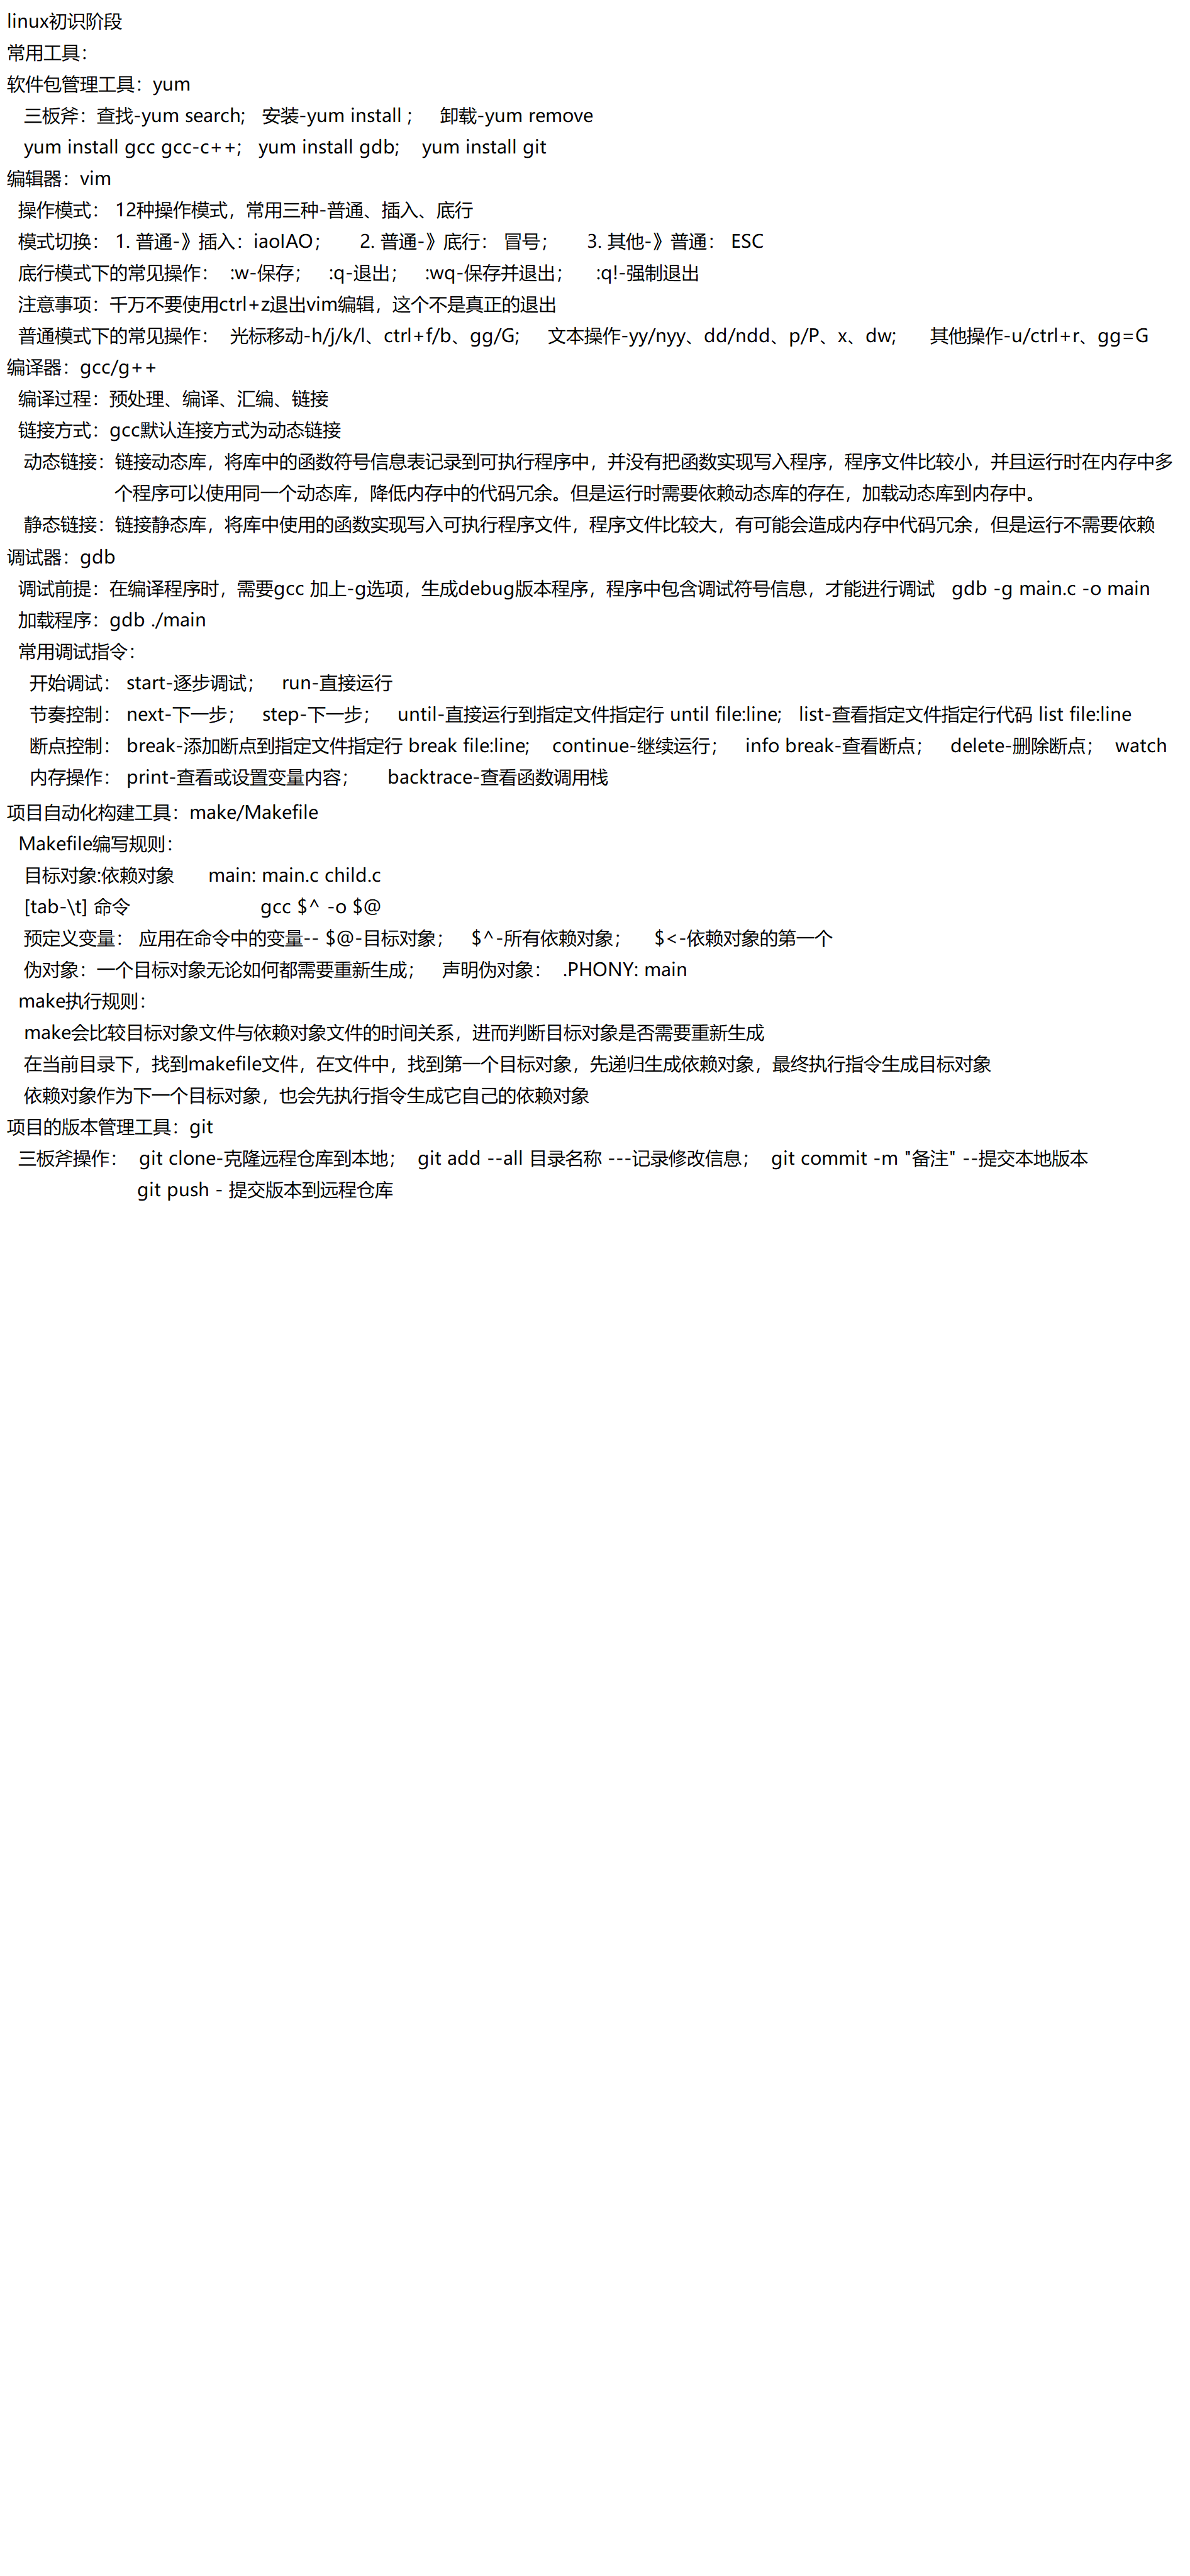 linux初识阶段
常用工具：
软件包管理工具：yum
三板斧：查找-yum search;   安装-yum install ;     卸载-yum remove
yum install gcc gcc-c++;   yum install gdb;    yum install git
编辑器：vim
操作模式： 12种操作模式，常用三种-普通、插入、底行
模式切换： 1. 普通-》插入：iaoIAO；      2. 普通-》底行： 冒号；      3. 其他-》普通： ESC
底行模式下的常见操作：  :w-保存；    :q-退出；    :wq-保存并退出；     :q!-强制退出
注意事项：千万不要使用ctrl+z退出vim编辑，这个不是真正的退出
普通模式下的常见操作：  光标移动-h/j/k/l、ctrl+f/b、gg/G;     文本操作-yy/nyy、dd/ndd、p/P、x、dw;      其他操作-u/ctrl+r、gg=G
编译器：gcc/g++
编译过程：预处理、编译、汇编、链接
链接方式：gcc默认连接方式为动态链接
动态链接：链接动态库，将库中的函数符号信息表记录到可执行程序中，并没有把函数实现写入程序，程序文件比较小，并且运行时在内存中多
个程序可以使用同一个动态库，降低内存中的代码冗余。但是运行时需要依赖动态库的存在，加载动态库到内存中。
静态链接：链接静态库，将库中使用的函数实现写入可执行程序文件，程序文件比较大，有可能会造成内存中代码冗余，但是运行不需要依赖
调试器：gdb
调试前提：在编译程序时，需要gcc 加上-g选项，生成debug版本程序，程序中包含调试符号信息，才能进行调试   gdb -g main.c -o main
加载程序：gdb ./main
常用调试指令：
开始调试： start-逐步调试；    run-直接运行
节奏控制： next-下一步；    step-下一步；    until-直接运行到指定文件指定行 until file:line;   list-查看指定文件指定行代码 list file:line
断点控制： break-添加断点到指定文件指定行 break file:line;    continue-继续运行；    info break-查看断点；    delete-删除断点；   watch
内存操作： print-查看或设置变量内容；      backtrace-查看函数调用栈
项目自动化构建工具：make/Makefile
Makefile编写规则：
目标对象:依赖对象      main: main.c child.c
[tab-\t] 命令                       gcc $^ -o $@
预定义变量： 应用在命令中的变量-- $@-目标对象；    $^-所有依赖对象；     $<-依赖对象的第一个
伪对象：一个目标对象无论如何都需要重新生成；    声明伪对象：  .PHONY: main
make执行规则：
make会比较目标对象文件与依赖对象文件的时间关系，进而判断目标对象是否需要重新生成
在当前目录下，找到makefile文件，在文件中，找到第一个目标对象，先递归生成依赖对象，最终执行指令生成目标对象
依赖对象作为下一个目标对象，也会先执行指令生成它自己的依赖对象
项目的版本管理工具：git
三板斧操作：  git clone-克隆远程仓库到本地；   git add --all 目录名称 ---记录修改信息；   git commit -m "备注" --提交本地版本
git push - 提交版本到远程仓库